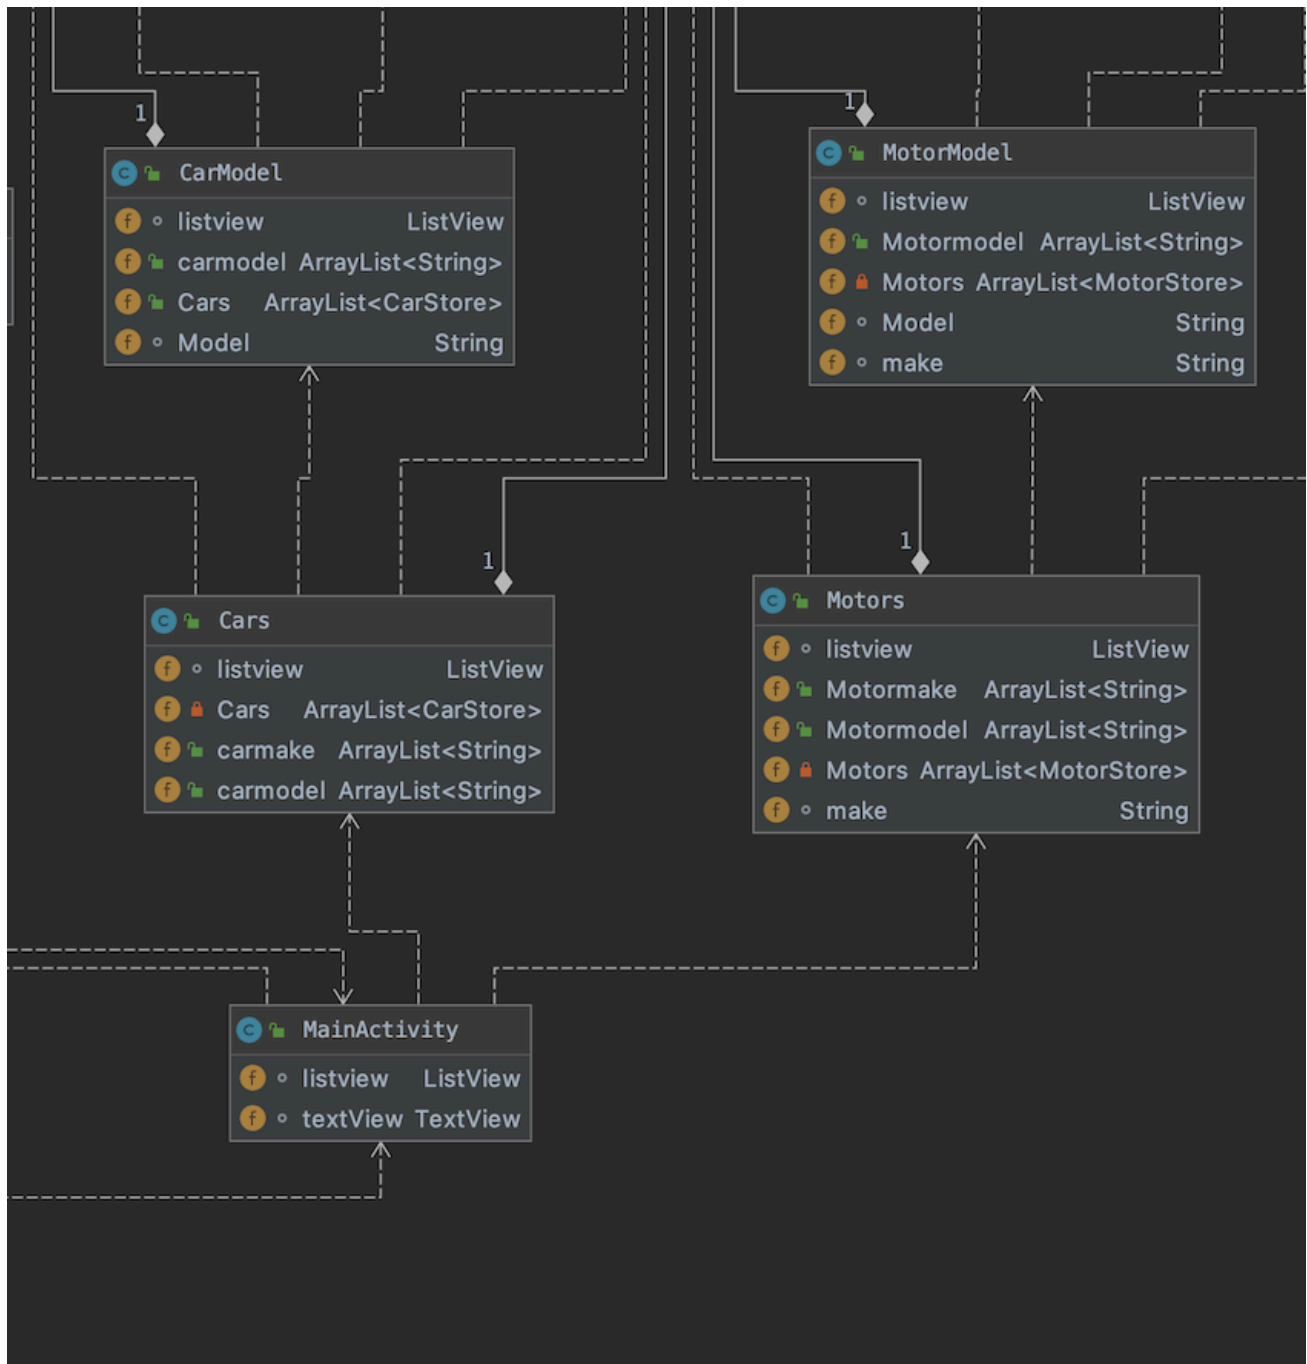 1
CarModel
listview ListView
carmodel ArrayList<String>
Cars ArrayList<CarStore>
Model String
1
MotorModel
listview ListView
Motormodel ArrayList<String>
Motors ArrayList<MotorStore>
Model String
make String
1
Cars
listview ListView
Cars ArrayList<CarStore>
carmake ArrayList<String>
carmodel ArrayList<String>
1
Motors
listview ListView
Motormake ArrayList<String>
Motormodel ArrayList<String>
Motors ArrayList<MotorStore>
make String
MainActivity
listview ListView
textView TextView